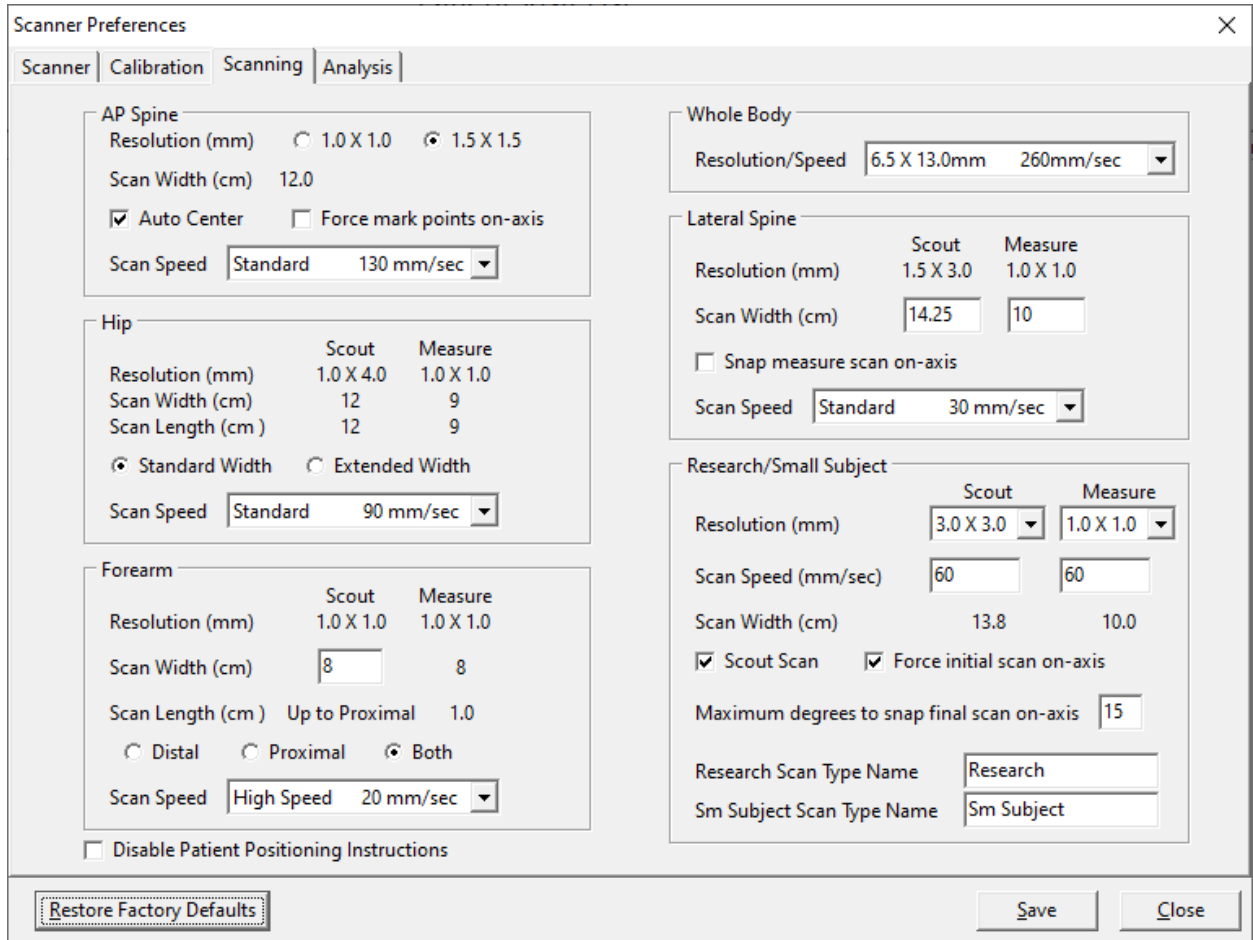 Scanner Preferences
Scanner Calibration Scanning Analysis
AP Spine
Resolution (mm) 1.0 X 1.0 1.5 X 1.5
Scan Width (cm) 12.0
Auto Center Force mark points on-axis
Scan Speed Standard 130 mm/sec
Hip
Scout Measure
Resolution (mm) 1.0 X 4.0 1.0 X 1.0
Scan Width (cm) 12 9
Scan Length (cm ) 12 9
Standard Width Extended Width
Scan Speed Standard 90 mm/sec
Forearm
Scout Measure
Resolution (mm) 1.0 X 1.0 1.0 X 1.0
Scan Width (cm) 8 8
Scan Length (cm ) Up to Proximal 1.0
Distal Proximal Both
Scan Speed High Speed 20 mm/sec
Disable Patient Positioning Instructions
Whole Body
Resolution/Speed 6.5 X 13.0mm 260mm/sec
Lateral Spine
Scout Measure
Resolution (mm) 1.5 X 3.0 1.0 X 1.0
Scan Width (cm) 14.25 10
Snap measure scan on-axis
Scan Speed Standard 30 mm/sec
Research/Small Subject
Scout Measure
Resolution (mm) 3.0 X 3.0 1.0 X 1.0
Scan Speed (mm/sec) 60 60
Scan Width (cm) 13.8 10.0
Scout Scan Force initial scan on-axis
Maximum degrees to snap final scan on-axis 15
Research Scan Type Name Research
Sm Subject Scan Type Name Sm Subject
Restore Factory Defaults Save Close